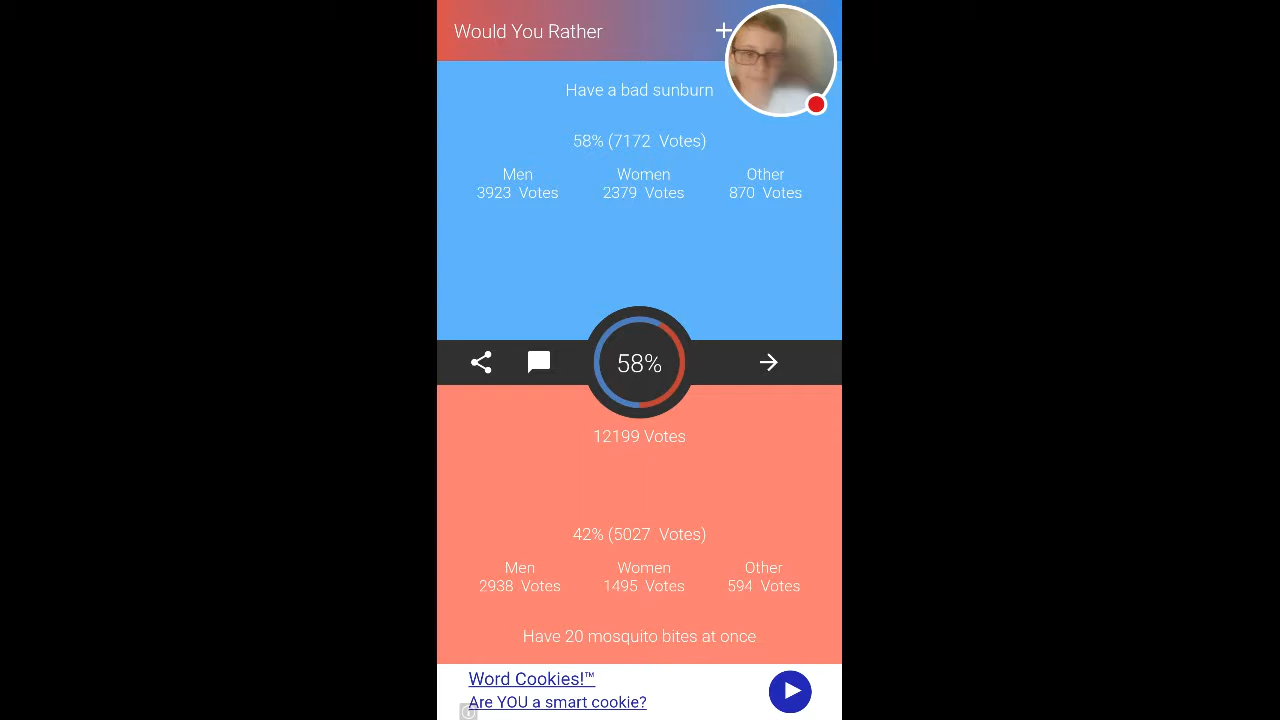 Would You Rather
Have a bad sunburn
58% (7172 Votes)
Men Women Other
3923 Votes 2379 Votes 870 Votes
58%
12199 Votes
42% (5027 Votes)
Men Women Other
2938 Votes 1495 Votes 594 Votes
Have 20 mosquito bites at once
Word Cookies!™
Are YOU a smart cookie?